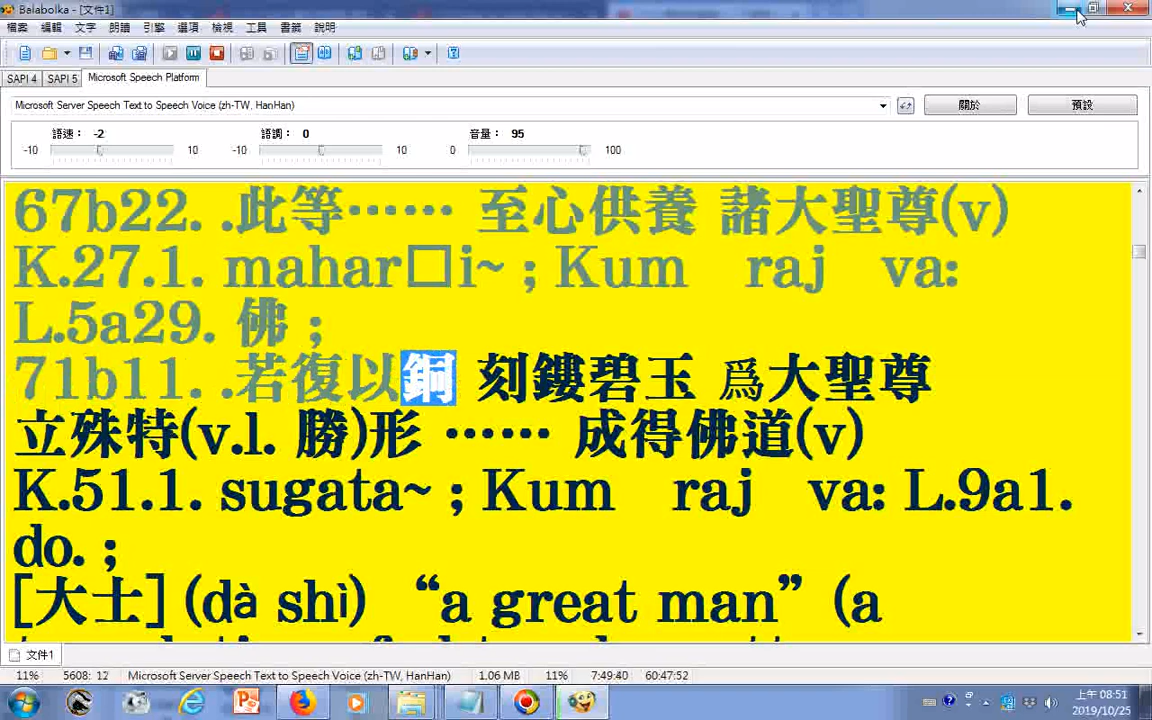 Balabolka - [文件1]
檔案 編輯 文字 朗讀 引擎 選項 檢視 工具 書籤 說明
SAPI 4 SAPI 5 Microsoft Speech Platform
Microsoft Server Speech Text to Speech Voice (zh-TW, HanHan) 關於 預設
語速： -2 語調： 0 音量： 95
-10 10 -10 10 0 100
67b22. .此等…… 至心供養 諸大聖尊(v)
K.27.1. mahar□i~ ; Kum raj va:
L.5a29. 佛 ;
71b11. .若復以銅 刻鏤碧玉 爲大聖尊
立殊特(v.l. 勝)形 …… 成得佛道(v)
K.51.1. sugata~ ; Kum raj va: L.9a1.
do. ;
[大士] (dà shì) “a great man” (a
文件1
11% 5608: 12 Microsoft Server Speech Text to Speech Voice (zh-TW, HanHan) 1.06 MB 11% 7:49:40 60:47:52
上午 08:51
2019/10/25